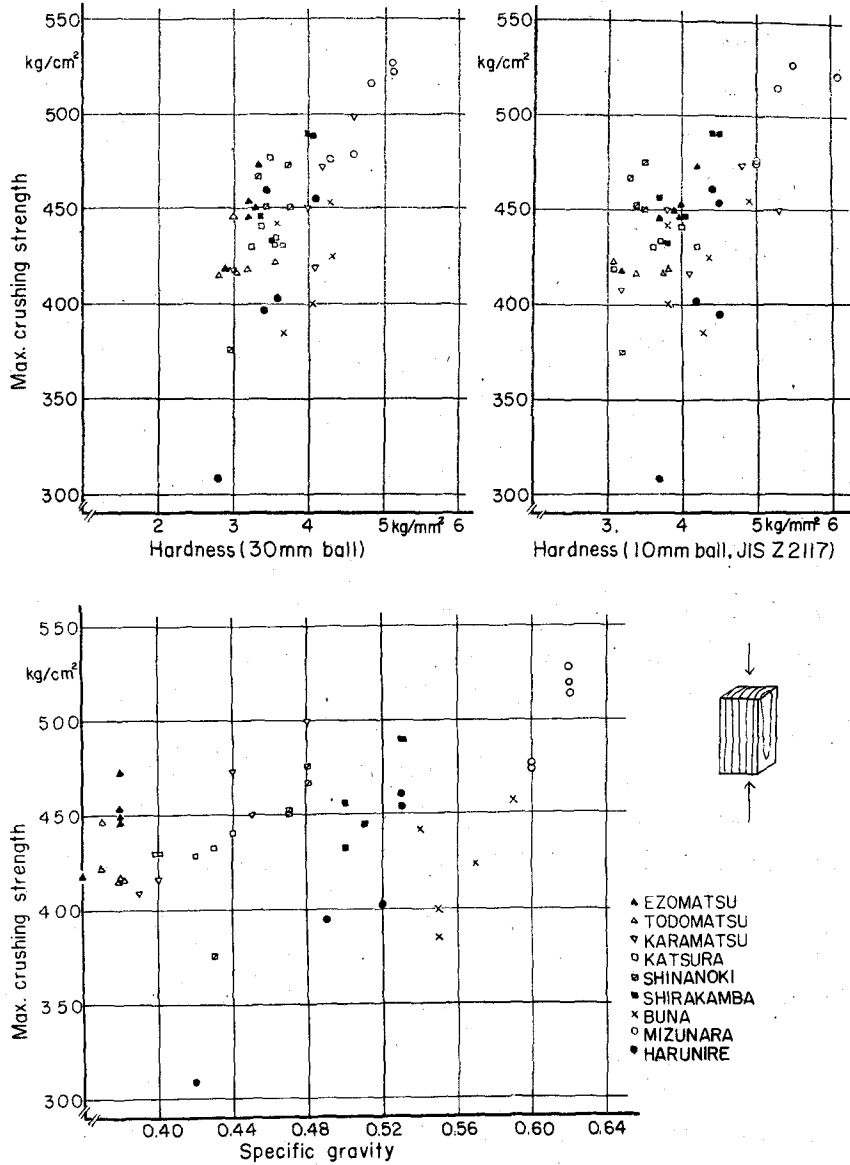 550
kg/cm²
500
450
400
350
300
Max. crushing strength
2 3 4 5 kg/mm² 6
Hardness (30mm ball)
550
kg/cm²
500
450
400
350
300
3. 4 5 kg/mm² 6
Hardness (10mm ball, JIS Z 2117)
550
kg/cm²
500
450
400
350
300
Max. crushing strength
0.40 0.44 0.48 0.52 0.56 0.60 0.64
Specific gravity
EZOMATSU
TODOMATSU
KARAMATSU
KATSURA
SHINANOKI
SHIRAKAMBA
BUNA
MIZUNARA
HARUNIRE